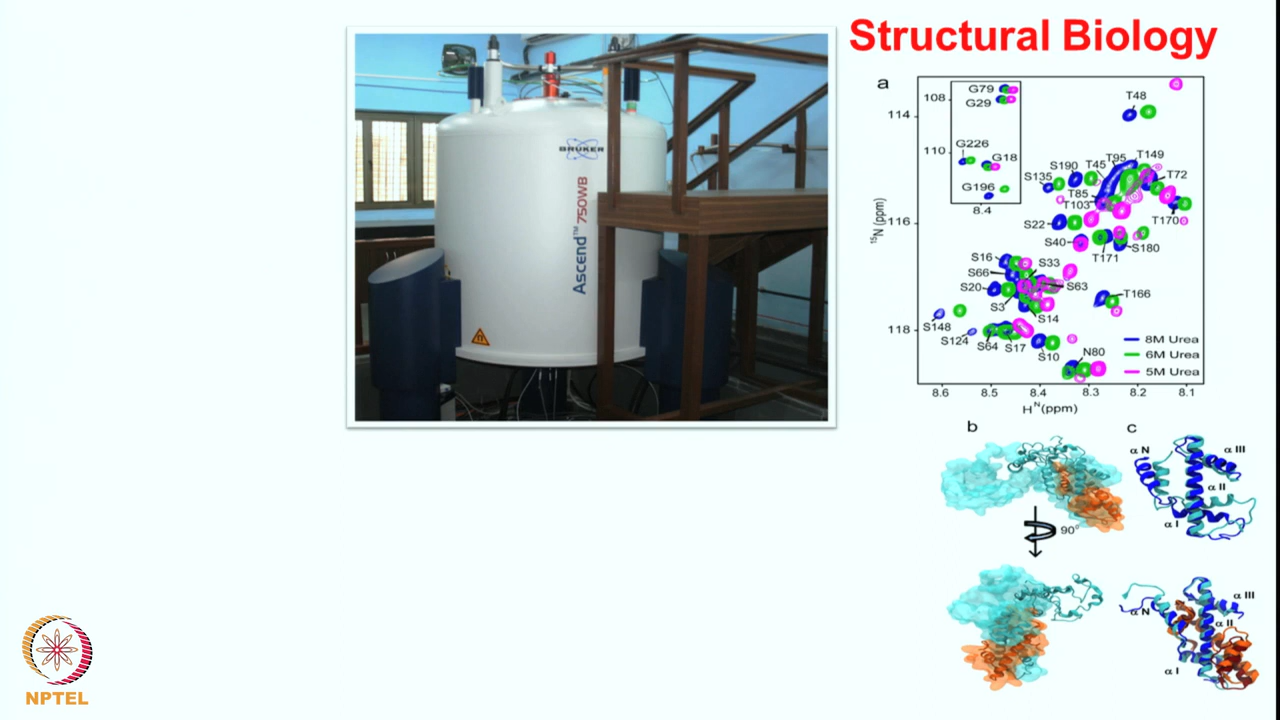 Structural Biology
BRUKER
Ascend™ 750WB
a
G79
108
G29
T48
114
110
G226
G18
T95
T149
S190
T45
S135
T72
G196
T85
T103
8.4
T170
116
S22
¹⁵N (ppm)
S40
T171
S180
S16
S33
S66
S63
S20
T166
S3
S14
S148
118
S124
S64
S17
S10
N80
8M Urea
6M Urea
5M Urea
8.6
8.5
8.4
8.3
8.2
8.1
Hᴺ(ppm)
b
c
α N
α III
α II
α I
90°
α III
α N
α II
α I
NPTEL